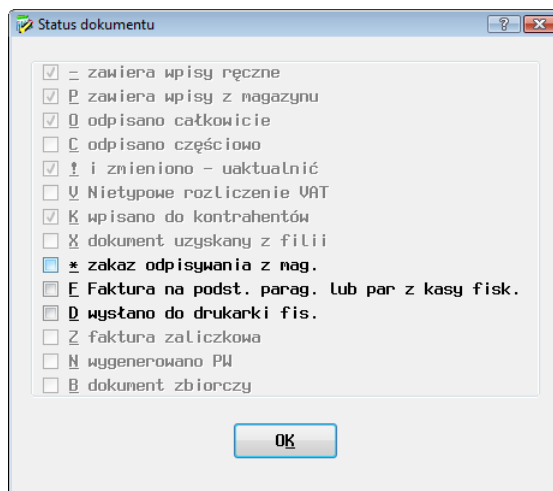 Status dokumentu
- zawiera wpisy ręczne
P zawiera wpisy z magazynu
O odpisano całkowicie
C odpisano częściowo
! i zmieniono - uaktualnić
V Nietypowe rozliczenie VAT
K wpisano do kontrahentów
X dokument uzyskany z filii
* zakaz odpisywania z mag.
F Faktura na podst. parag. lub par z kasy fisk.
D wysłano do drukarki fis.
Z faktura zaliczkowa
N wygenerowano PW
B dokument zbiorczy
OK